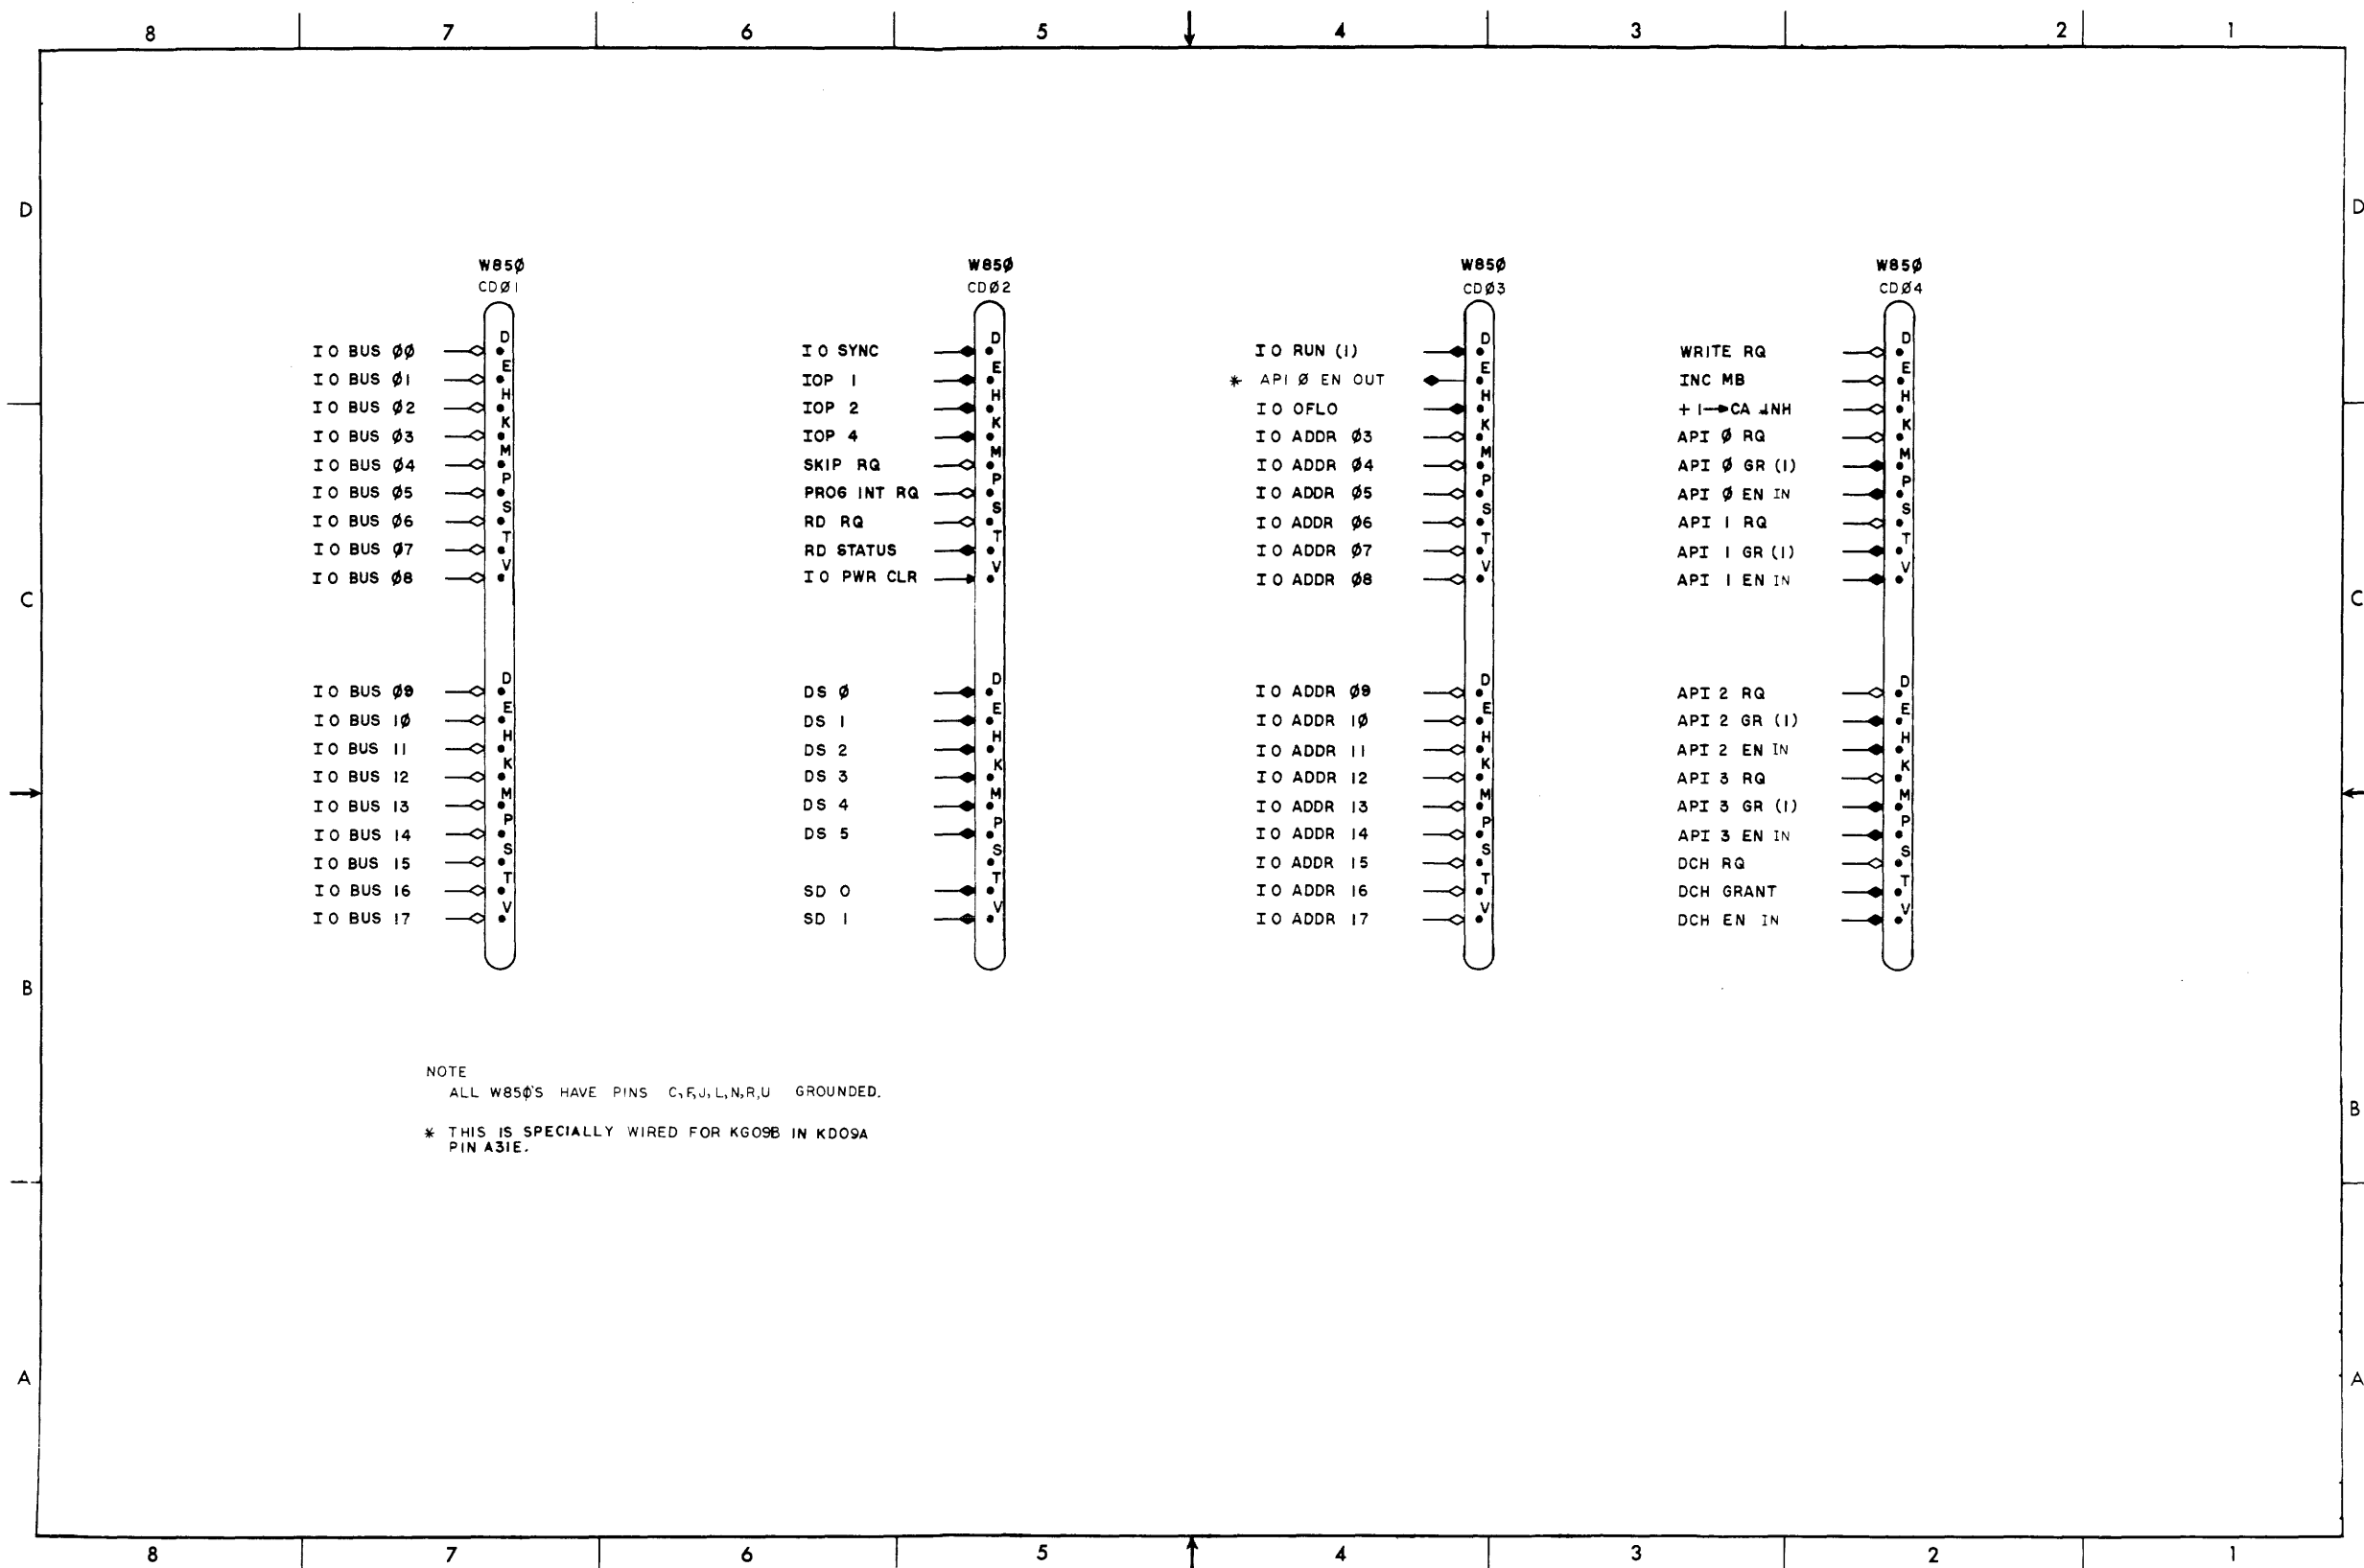 8 7 6 5 4 3 2 1
D D
W85Ø
CDØ1
D
IO BUS ØØ
E
IO BUS Ø1
H
IO BUS Ø2
K
IO BUS Ø3
M
IO BUS Ø4
P
IO BUS Ø5
S
IO BUS Ø6
T
IO BUS Ø7
V
IO BUS Ø8
D
IO BUS Ø9
E
IO BUS 1Ø
H
IO BUS 11
K
IO BUS 12
M
IO BUS 13
P
IO BUS 14
S
IO BUS 15
T
IO BUS 16
V
IO BUS 17
W85Ø
CDØ2
D
IO SYNC
E
IOP 1
H
IOP 2
K
IOP 4
M
SKIP RQ
P
PROG INT RQ
S
RD RQ
T
RD STATUS
V
IO PWR CLR
D
DS Ø
E
DS 1
H
DS 2
K
DS 3
M
DS 4
P
DS 5
S
T
SD 0
V
SD 1
W85Ø
CDØ3
D
IO RUN (1)
E
* API Ø EN OUT
H
IO OFLO
K
IO ADDR Ø3
M
IO ADDR Ø4
P
IO ADDR Ø5
S
IO ADDR Ø6
T
IO ADDR Ø7
V
IO ADDR Ø8
D
IO ADDR Ø9
E
IO ADDR 1Ø
H
IO ADDR 11
K
IO ADDR 12
M
IO ADDR 13
P
IO ADDR 14
S
IO ADDR 15
T
IO ADDR 16
V
IO ADDR 17
W85Ø
CDØ4
D
WRITE RQ
E
INC MB
H
+1→CA INH
K
API Ø RQ
M
API Ø GR (1)
P
API Ø EN IN
S
API 1 RQ
T
API 1 GR (1)
V
API 1 EN IN
D
API 2 RQ
E
API 2 GR (1)
H
API 2 EN IN
K
API 3 RQ
M
API 3 GR (1)
P
API 3 EN IN
S
DCH RQ
T
DCH GRANT
V
DCH EN IN
C C
B B
NOTE
ALL W85Ø'S HAVE PINS C,F,J,L,N,R,U GROUNDED.
* THIS IS SPECIALLY WIRED FOR KG09B IN KD09A
PIN A31E.
A A
8 7 6 5 4 3 2 1